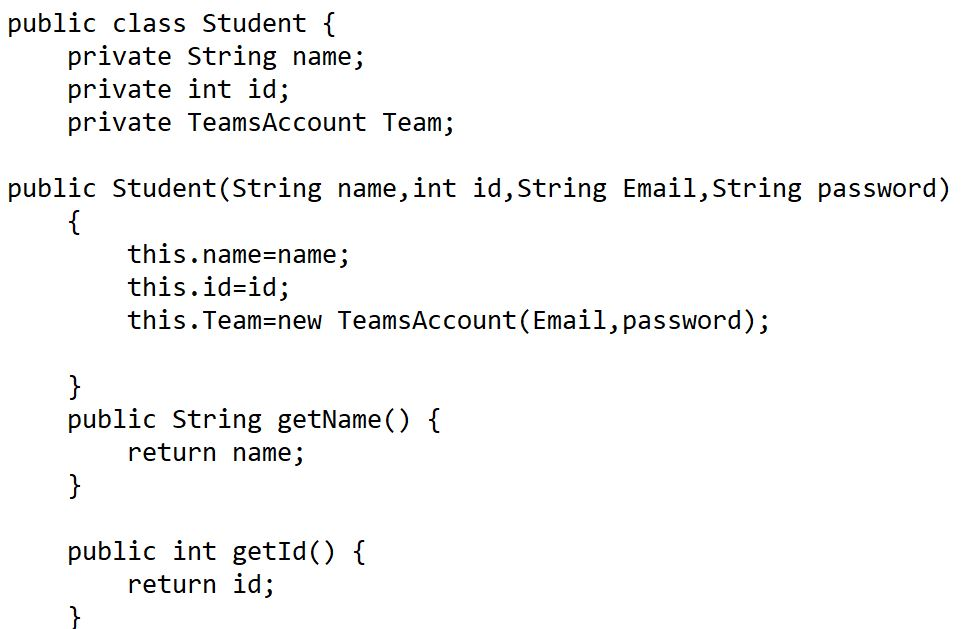 public class Student {
    private String name;
    private int id;
    private TeamsAccount Team;

public Student(String name,int id,String Email,String password)
    {
        this.name=name;
        this.id=id;
        this.Team=new TeamsAccount(Email,password);

    }
    public String getName() {
        return name;
    }

    public int getId() {
        return id;
    }